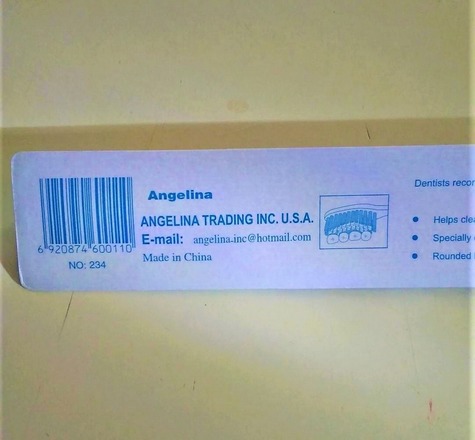 Angelina
ANGELINA TRADING INC. U.S.A.
E-mail: angelina-inc@hotmail.com
Made in China
6 920874 600110
NO: 234
Dentists
Helps
Specially
Rounded